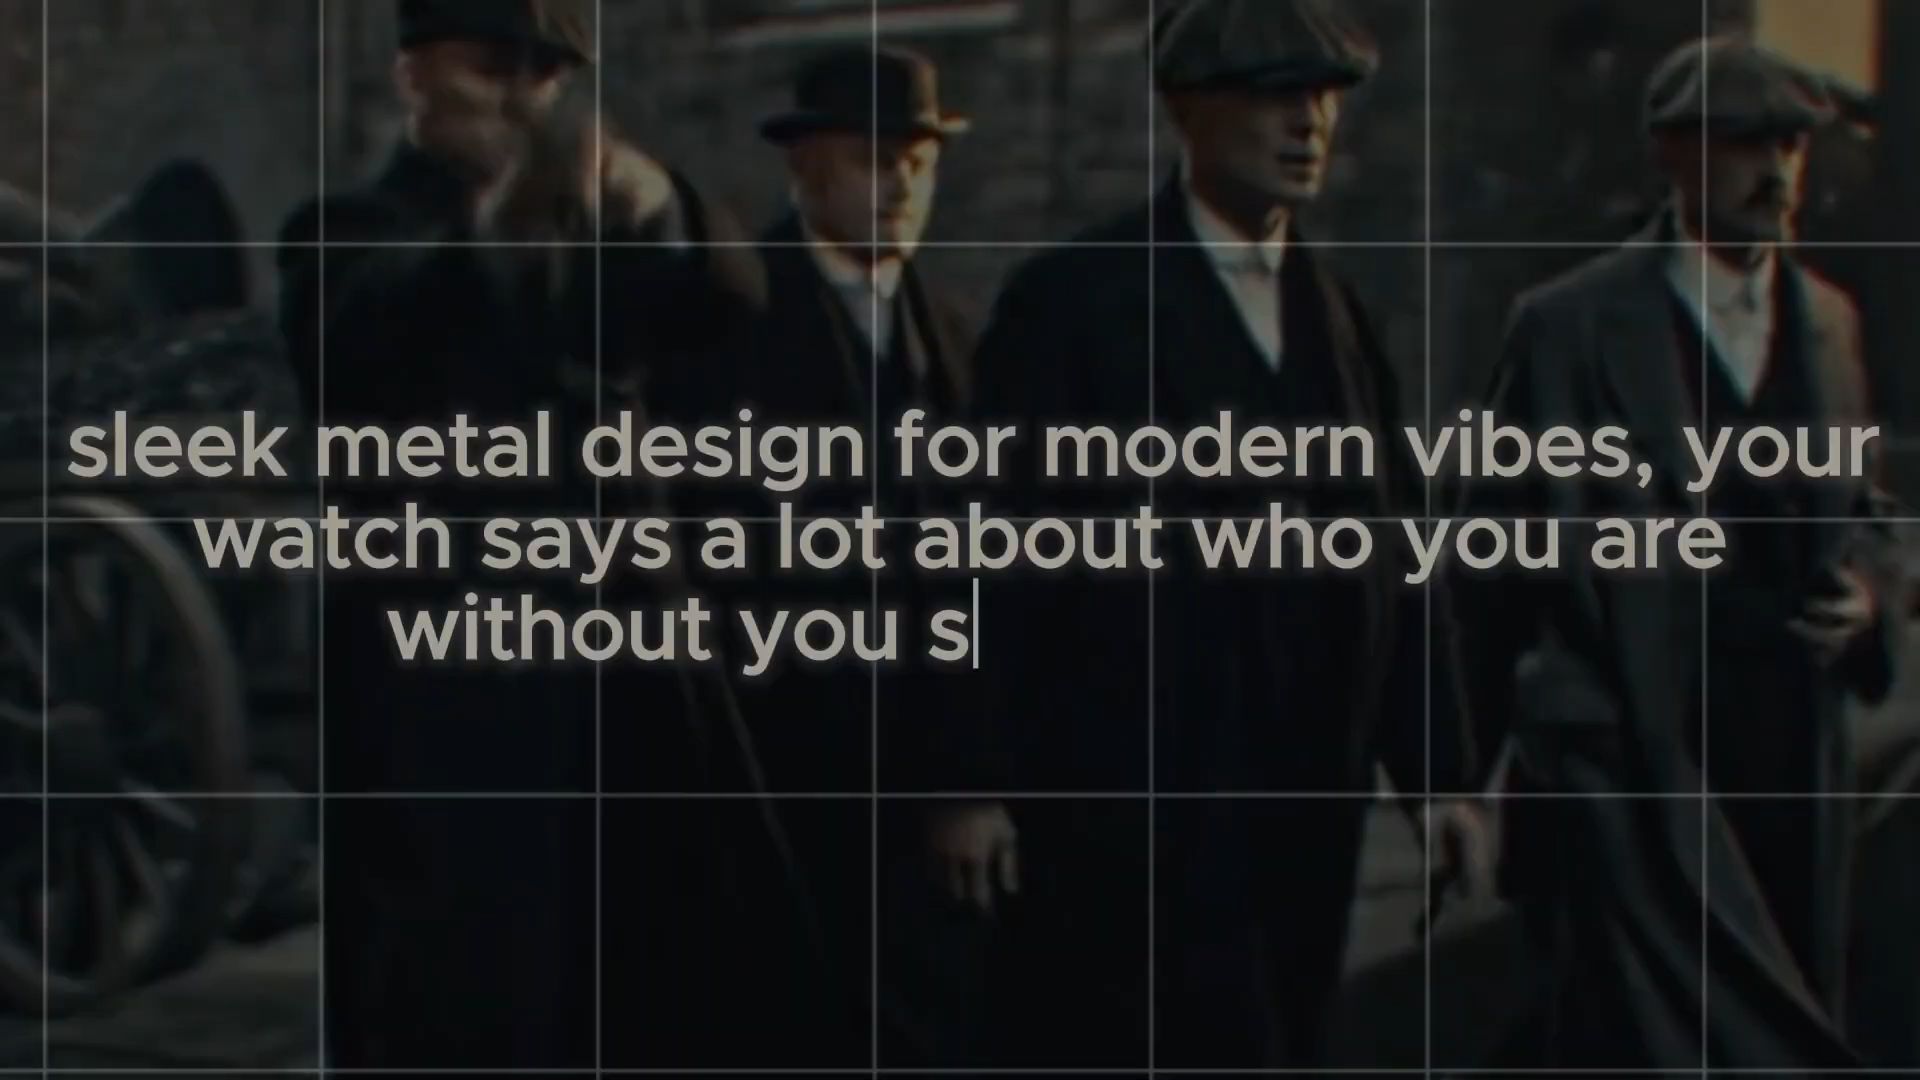 sleek metal design for modern vibes, your
watch says a lot about who you are
without you s